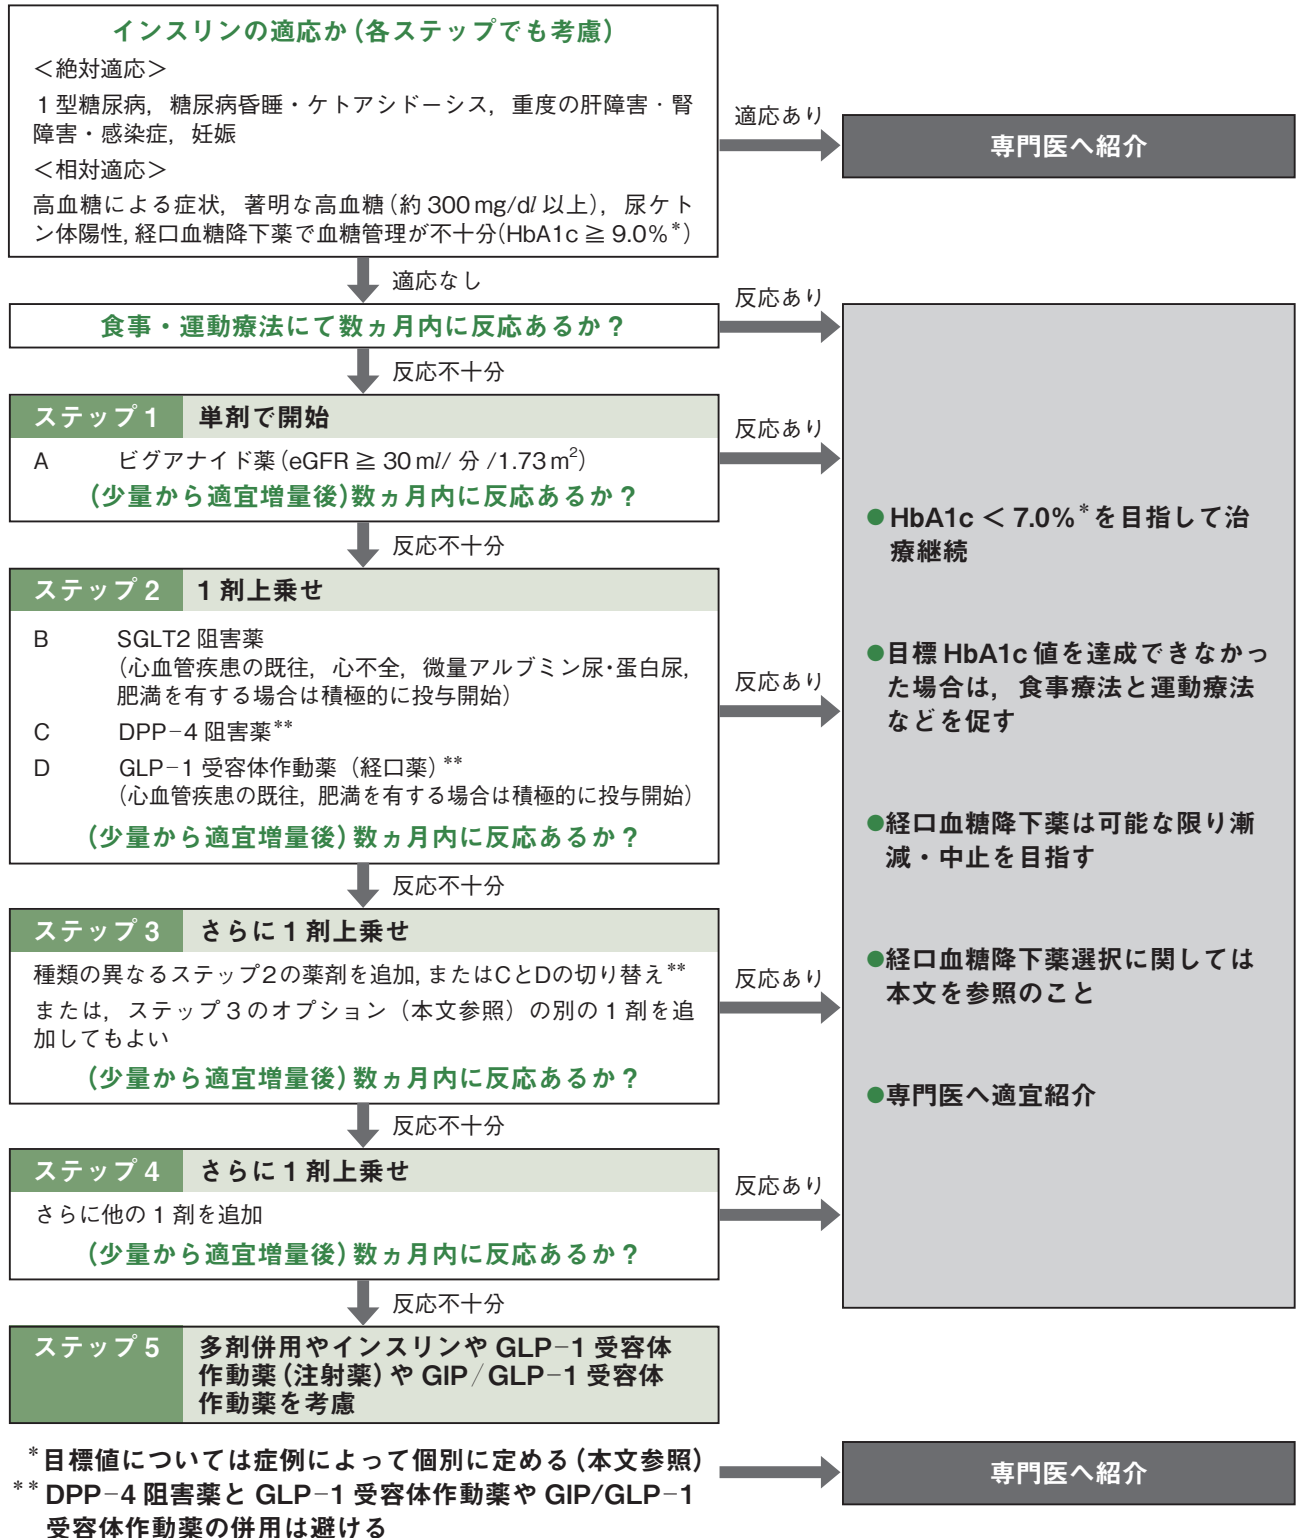 インスリンの適応か(各ステップでも考慮)
＜絶対適応＞
1型糖尿病，糖尿病昏睡・ケトアシドーシス，重度の肝障害・腎
障害・感染症，妊娠
＜相対適応＞
高血糖による症状，著明な高血糖(約300mg/dl以上)，尿ケト
ン体陽性，経口血糖降下薬で血糖管理が不十分(HbA1c≧9.0%*)
適応あり
専門医へ紹介
適応なし
食事・運動療法にて数ヵ月内に反応あるか？
反応あり
反応不十分
ステップ1 単剤で開始
A ビグアナイド薬(eGFR≧30ml/分/1.73m²)
(少量から適宜増量後)数ヵ月内に反応あるか？
反応あり
反応不十分
ステップ2 1剤上乗せ
B SGLT2阻害薬
(心血管疾患の既往，心不全，微量アルブミン尿・蛋白尿，
肥満を有する場合は積極的に投与開始)
C DPP-4阻害薬**
D GLP-1受容体作動薬（経口薬）**
(心血管疾患の既往，肥満を有する場合は積極的に投与開始)
(少量から適宜増量後)数ヵ月内に反応あるか？
反応あり
反応不十分
ステップ3 さらに1剤上乗せ
種類の異なるステップ2の薬剤を追加，またはCとDの切り替え**
または，ステップ3のオプション（本文参照）の別の1剤を追
加してもよい
(少量から適宜増量後)数ヵ月内に反応あるか？
反応あり
反応不十分
ステップ4 さらに1剤上乗せ
さらに他の1剤を追加
(少量から適宜増量後)数ヵ月内に反応あるか？
反応あり
反応不十分
ステップ5 多剤併用やインスリンやGLP-1受容体
作動薬(注射薬)やGIP/GLP-1受容体
作動薬を考慮
●HbA1c＜7.0%*を目指して治
療継続
●目標HbA1c値を達成できなかっ
た場合は，食事療法と運動療法
などを促す
●経口血糖降下薬は可能な限り漸
減・中止を目指す
●経口血糖降下薬選択に関しては
本文を参照のこと
●専門医へ適宜紹介
*目標値については症例によって個別に定める(本文参照)
**DPP-4阻害薬とGLP-1受容体作動薬やGIP/GLP-1
受容体作動薬の併用は避ける
専門医へ紹介